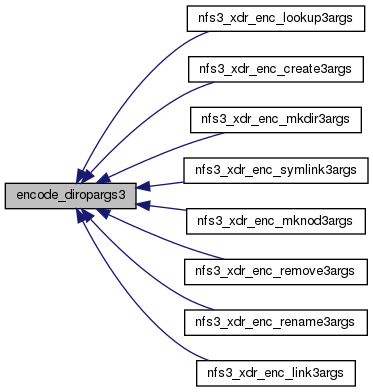 nfs3_xdr_enc_lookup3args
nfs3_xdr_enc_create3args
nfs3_xdr_enc_mkdir3args
nfs3_xdr_enc_symlink3args
encode_diropargs3
nfs3_xdr_enc_mknod3args
nfs3_xdr_enc_remove3args
nfs3_xdr_enc_rename3args
nfs3_xdr_enc_link3args